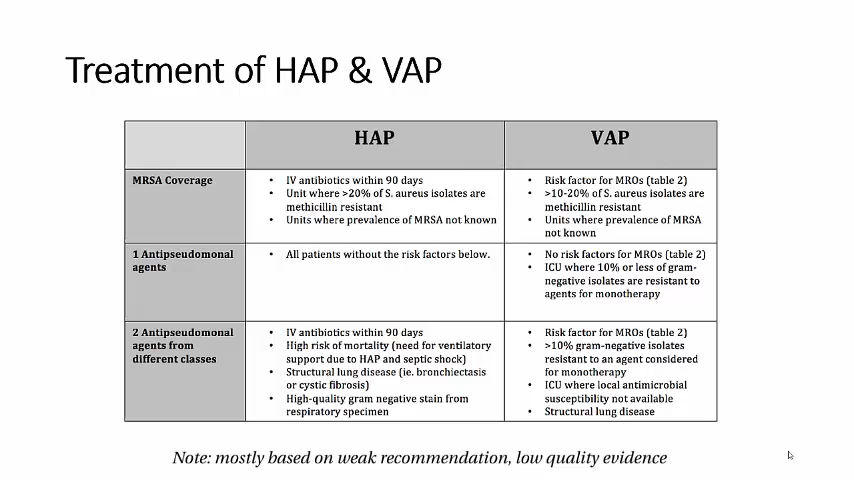 Treatment of HAP & VAP
HAP
VAP
MRSA Coverage
• IV antibiotics within 90 days
• Unit where >20% of S. aureus isolates are
methicillin resistant
• Units where prevalence of MRSA not known
• Risk factor for MROs (table 2)
• >10-20% of S. aureus isolates are
methicillin resistant
• Units where prevalence of MRSA
not known
1 Antipseudomonal
agents
• All patients without the risk factors below.
• No risk factors for MROs (table 2)
• ICU where 10% or less of gram-
negative isolates are resistant to
agents for monotherapy
2 Antipseudomonal
agents from
different classes
• IV antibiotics within 90 days
• High risk of mortality (need for ventilatory
support due to HAP and septic shock)
• Structural lung disease (ie. bronchiectasis
or cystic fibrosis)
• High-quality gram negative stain from
respiratory specimen
• Risk factor for MROs (table 2)
• >10% gram-negative isolates
resistant to an agent considered
for monotherapy
• ICU where local antimicrobial
susceptibility not available
• Structural lung disease
Note: mostly based on weak recommendation, low quality evidence